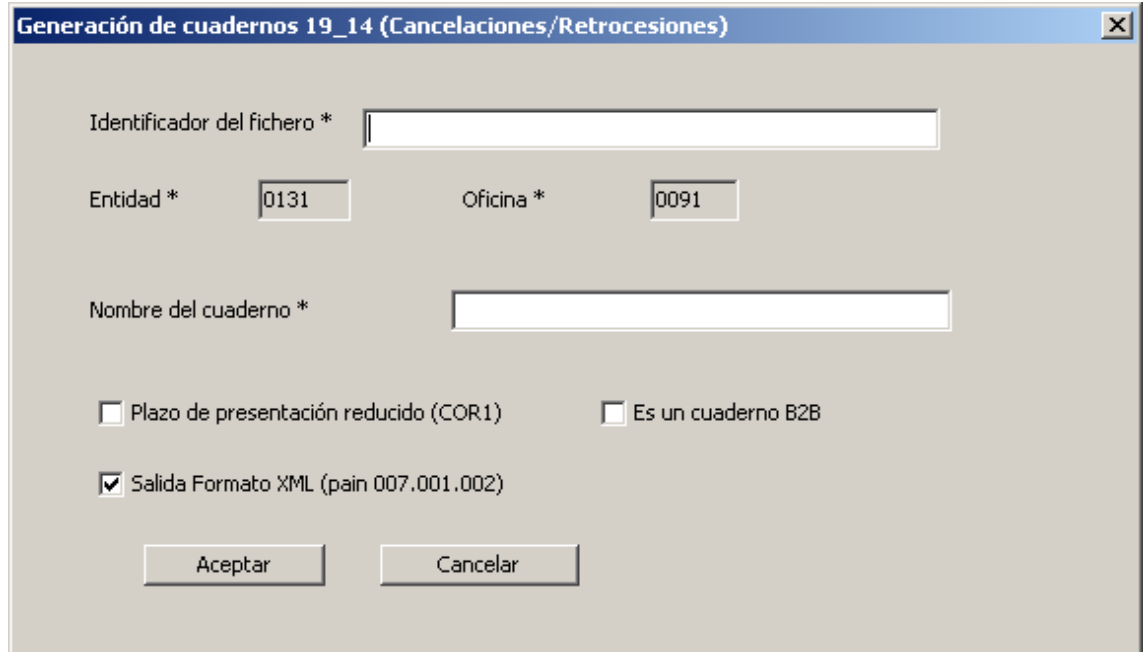 Generación de cuadernos 19_14 (Cancelaciones/Retrocesiones)
Identificador del fichero *
Entidad * 0131 Oficina * 0091
Nombre del cuaderno *
Plazo de presentación reducido (COR1) Es un cuaderno B2B
Salida Formato XML (pain 007.001.002)
Aceptar Cancelar